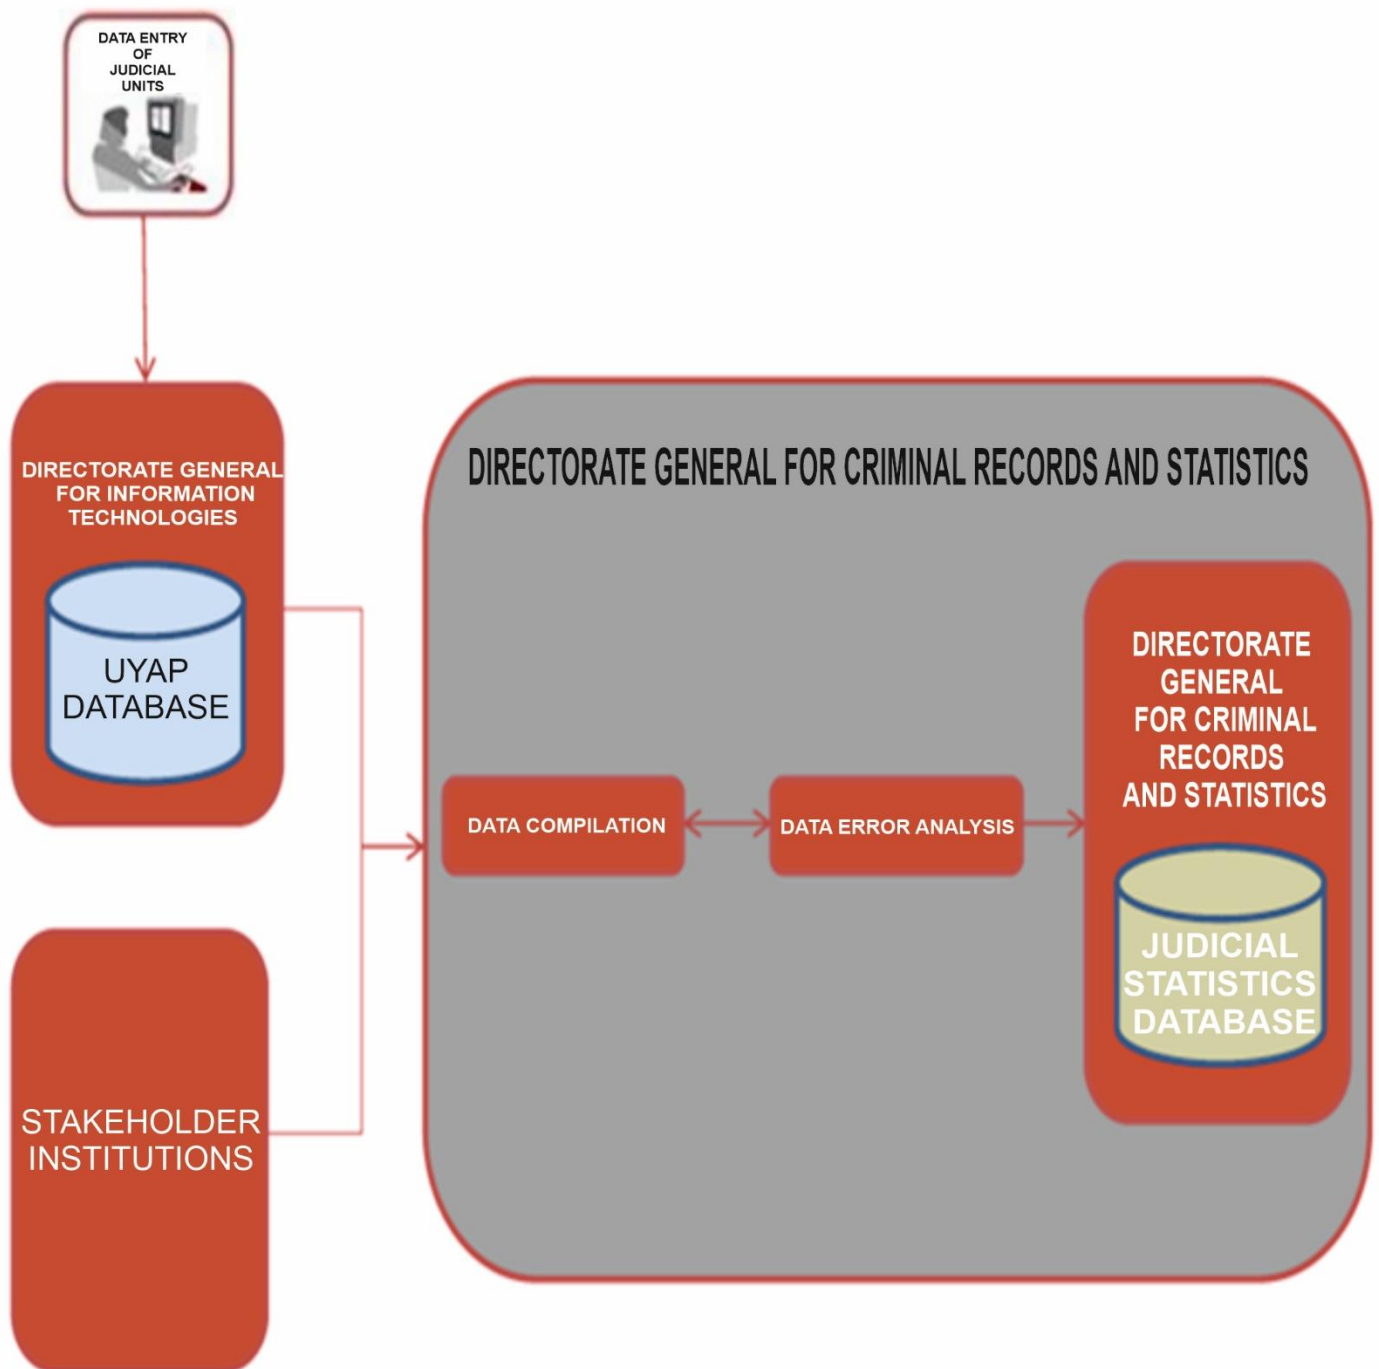 DATA ENTRY
OF
JUDICIAL
UNITS
DIRECTORATE GENERAL
FOR INFORMATION
TECHNOLOGIES
UYAP
DATABASE
STAKEHOLDER
INSTITUTIONS
DIRECTORATE GENERAL FOR CRIMINAL RECORDS AND STATISTICS
DATA COMPILATION
DATA ERROR ANALYSIS
DIRECTORATE
GENERAL
FOR CRIMINAL
RECORDS
AND STATISTICS
JUDICIAL
STATISTICS
DATABASE